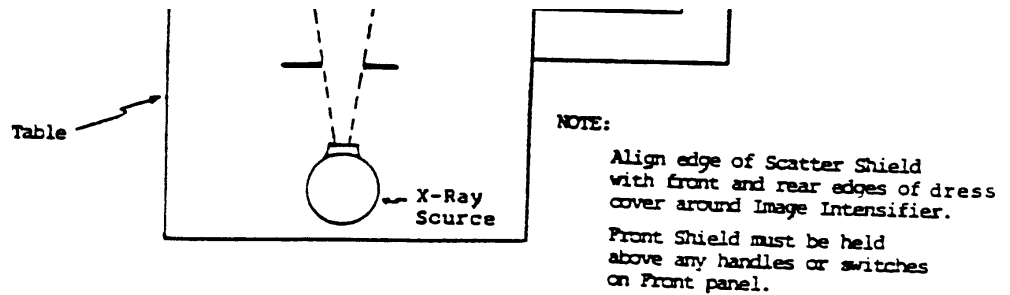 Table
X-Ray
Source
NOTE:
Align edge of Scatter Shield
with front and rear edges of dress
cover around Image Intensifier.
Front Shield must be held
above any handles or switches
on Front panel.